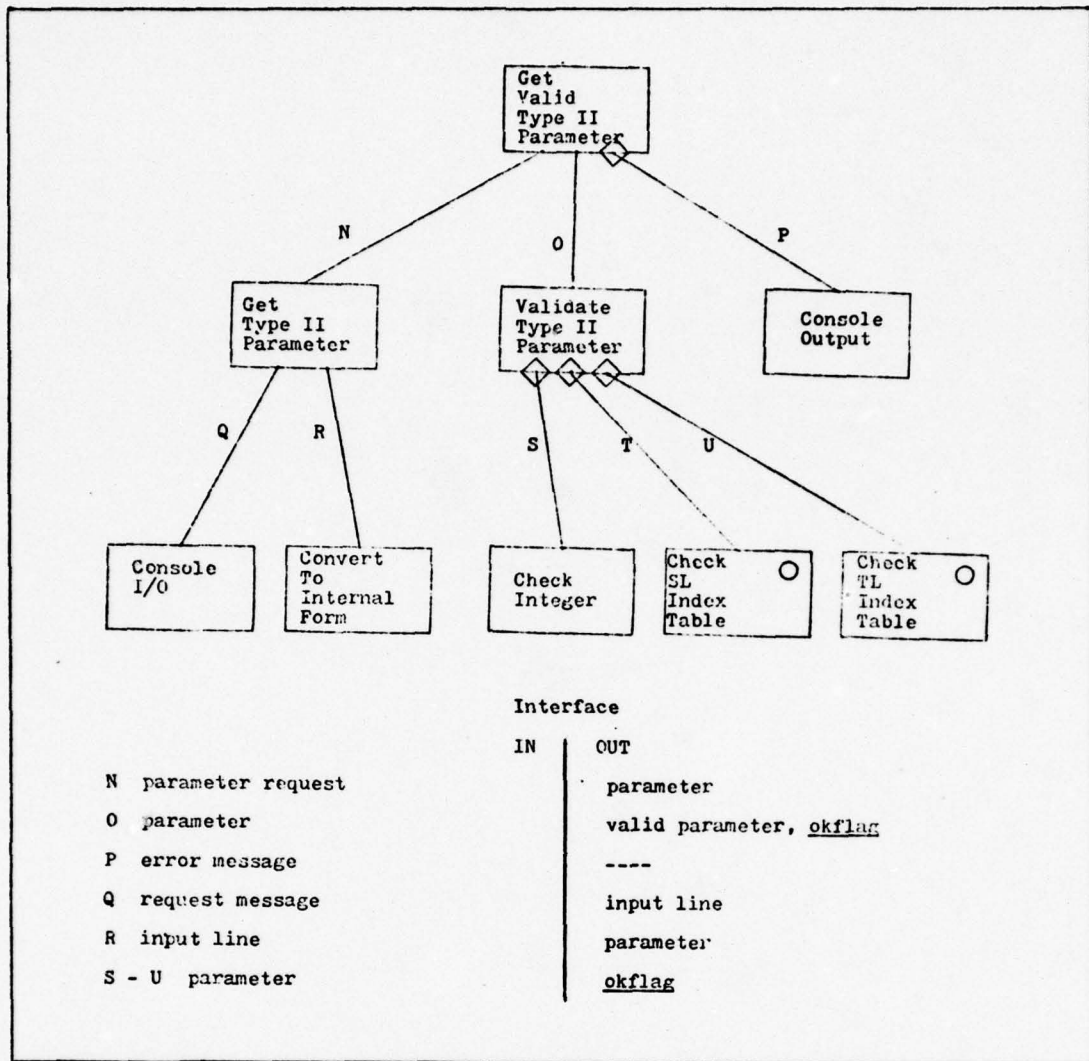 Get
Valid
Type II
Parameter
N
O
P
Get
Type II
Parameter
Validate
Type II
Parameter
Console
Output
Q
R
S
T
U
Console
I/O
Convert
To
Internal
Form
Check
Integer
Check
SL
Index
Table
Check
TL
Index
Table
Interface
IN OUT
N parameter request parameter
O parameter valid parameter, okflag
P error message ----
Q request message input line
R input line parameter
S - U parameter okflag